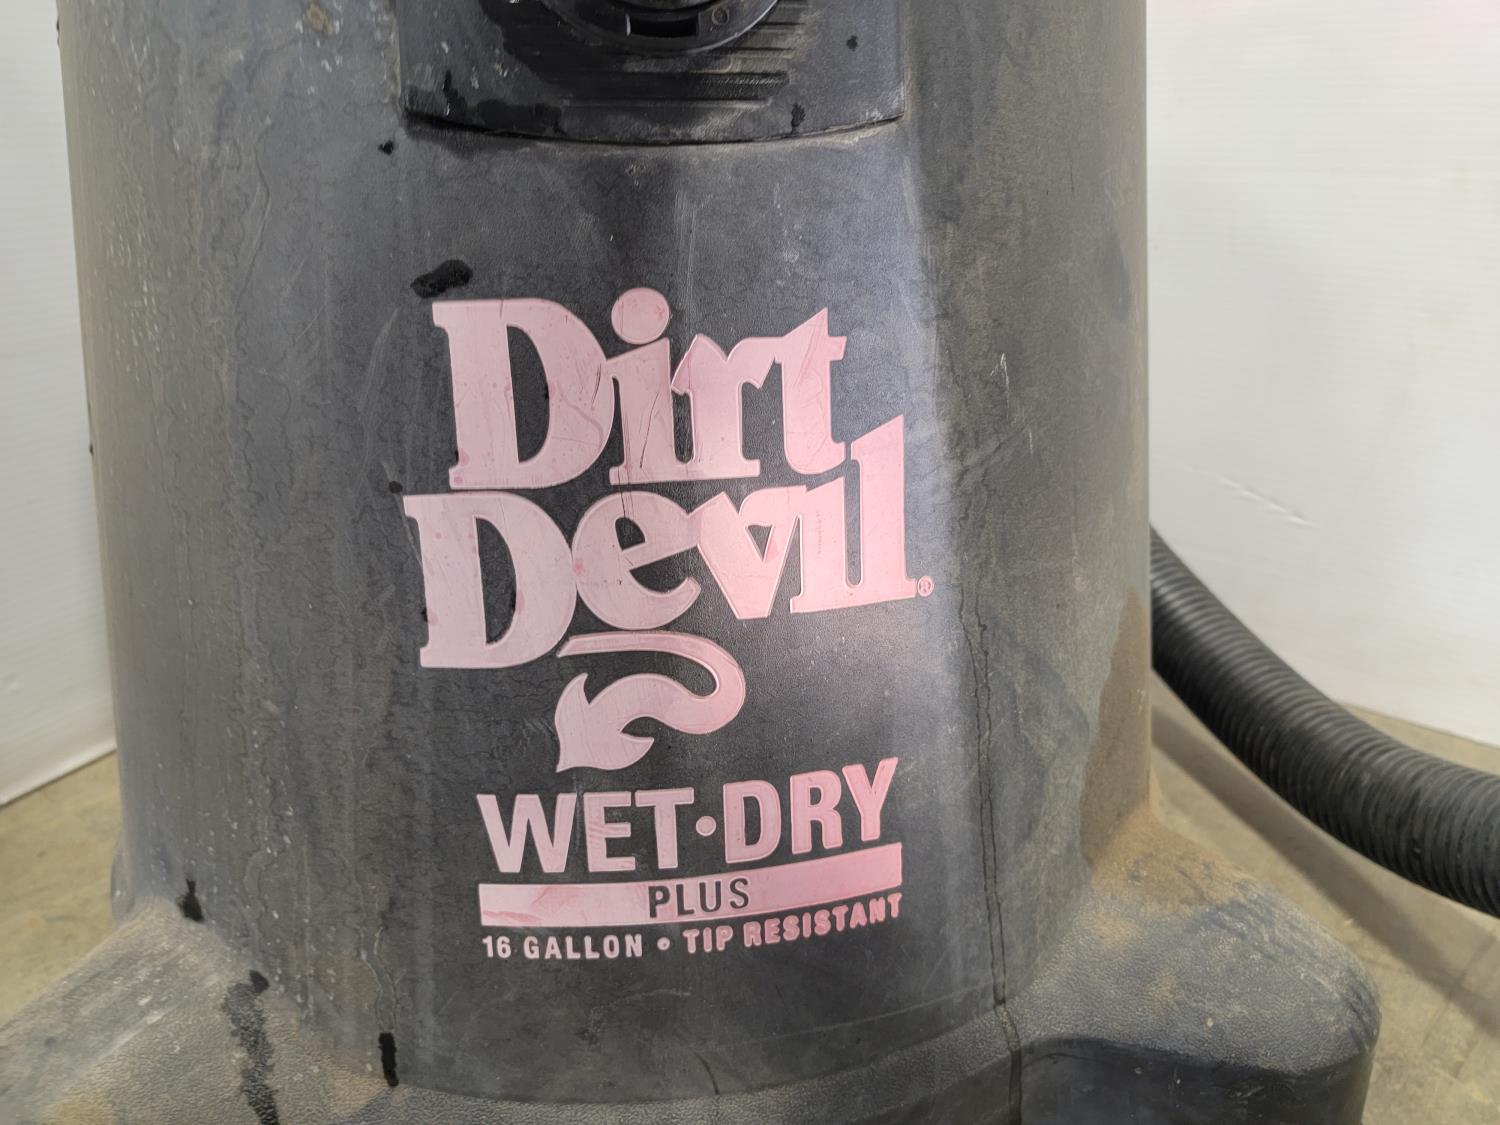 Dirt
Devil®
WET·DRY
PLUS
16 GALLON • TIP RESISTANT